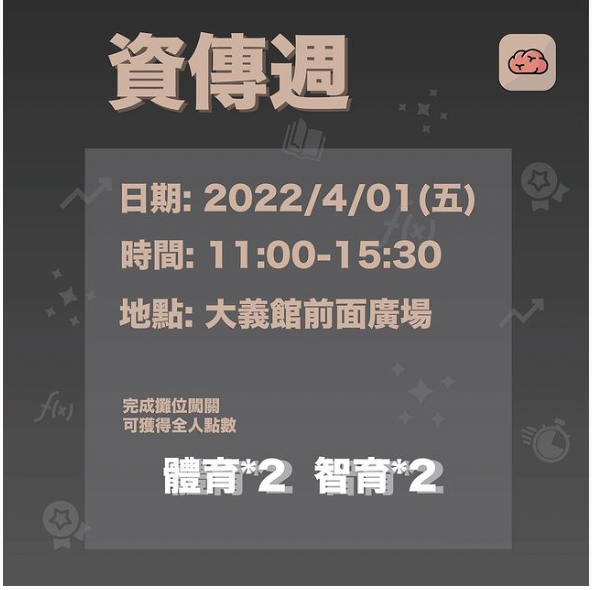 資傳週
日期: 2022/4/01(五)
時間: 11:00-15:30
地點: 大義館前面廣場
完成攤位闖關
可獲得全人點數
體育*2 智育*2
f(x)
f(x)